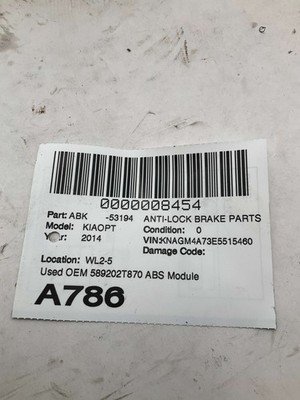 0000008454
Part: ABK -53194 ANTI-LOCK BRAKE PARTS
Model: KIAOPT Condition: 0
Year: 2014 VIN:KNAGM4A73E5515460
Damage Code:
Location: WL2-5
Used OEM 589202T870 ABS Module
A786